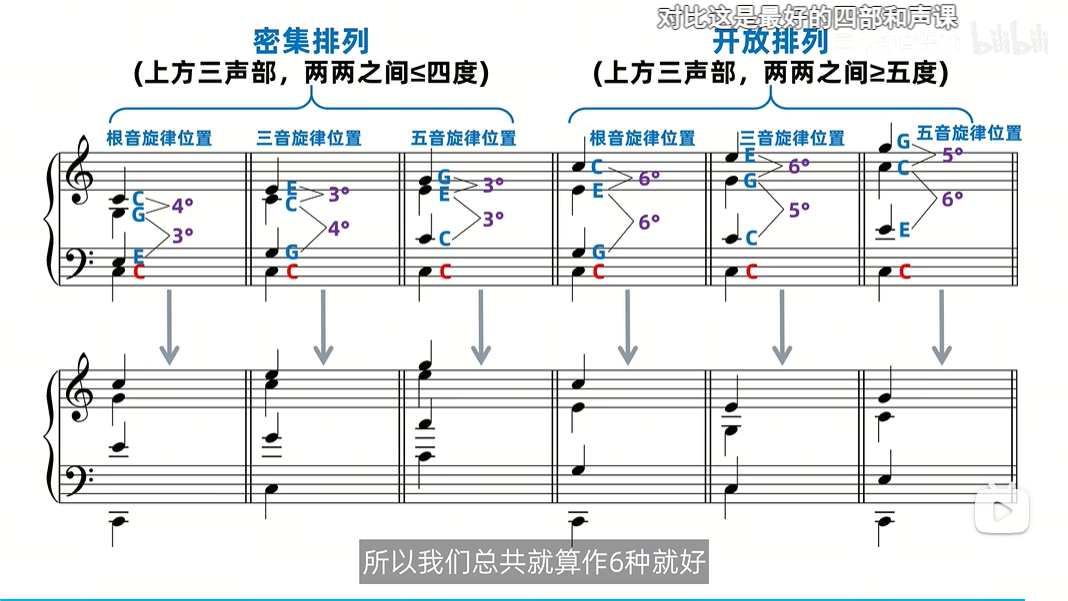 对比这是最好的四部和声课
bilibili
密集排列
开放排列
(上方三声部，两两之间≤四度)
(上方三声部，两两之间≥五度)
根音旋律位置
三音旋律位置
五音旋律位置
根音旋律位置
三音旋律位置
五音旋律位置
C
G
4°
E
3°
C
E
C
3°
G
4°
C
G
E
3°
C
3°
C
C
E
6°
G
6°
C
E
G
6°
C
5°
C
G
C
5°
E
6°
C
所以我们总共就算作6种就好